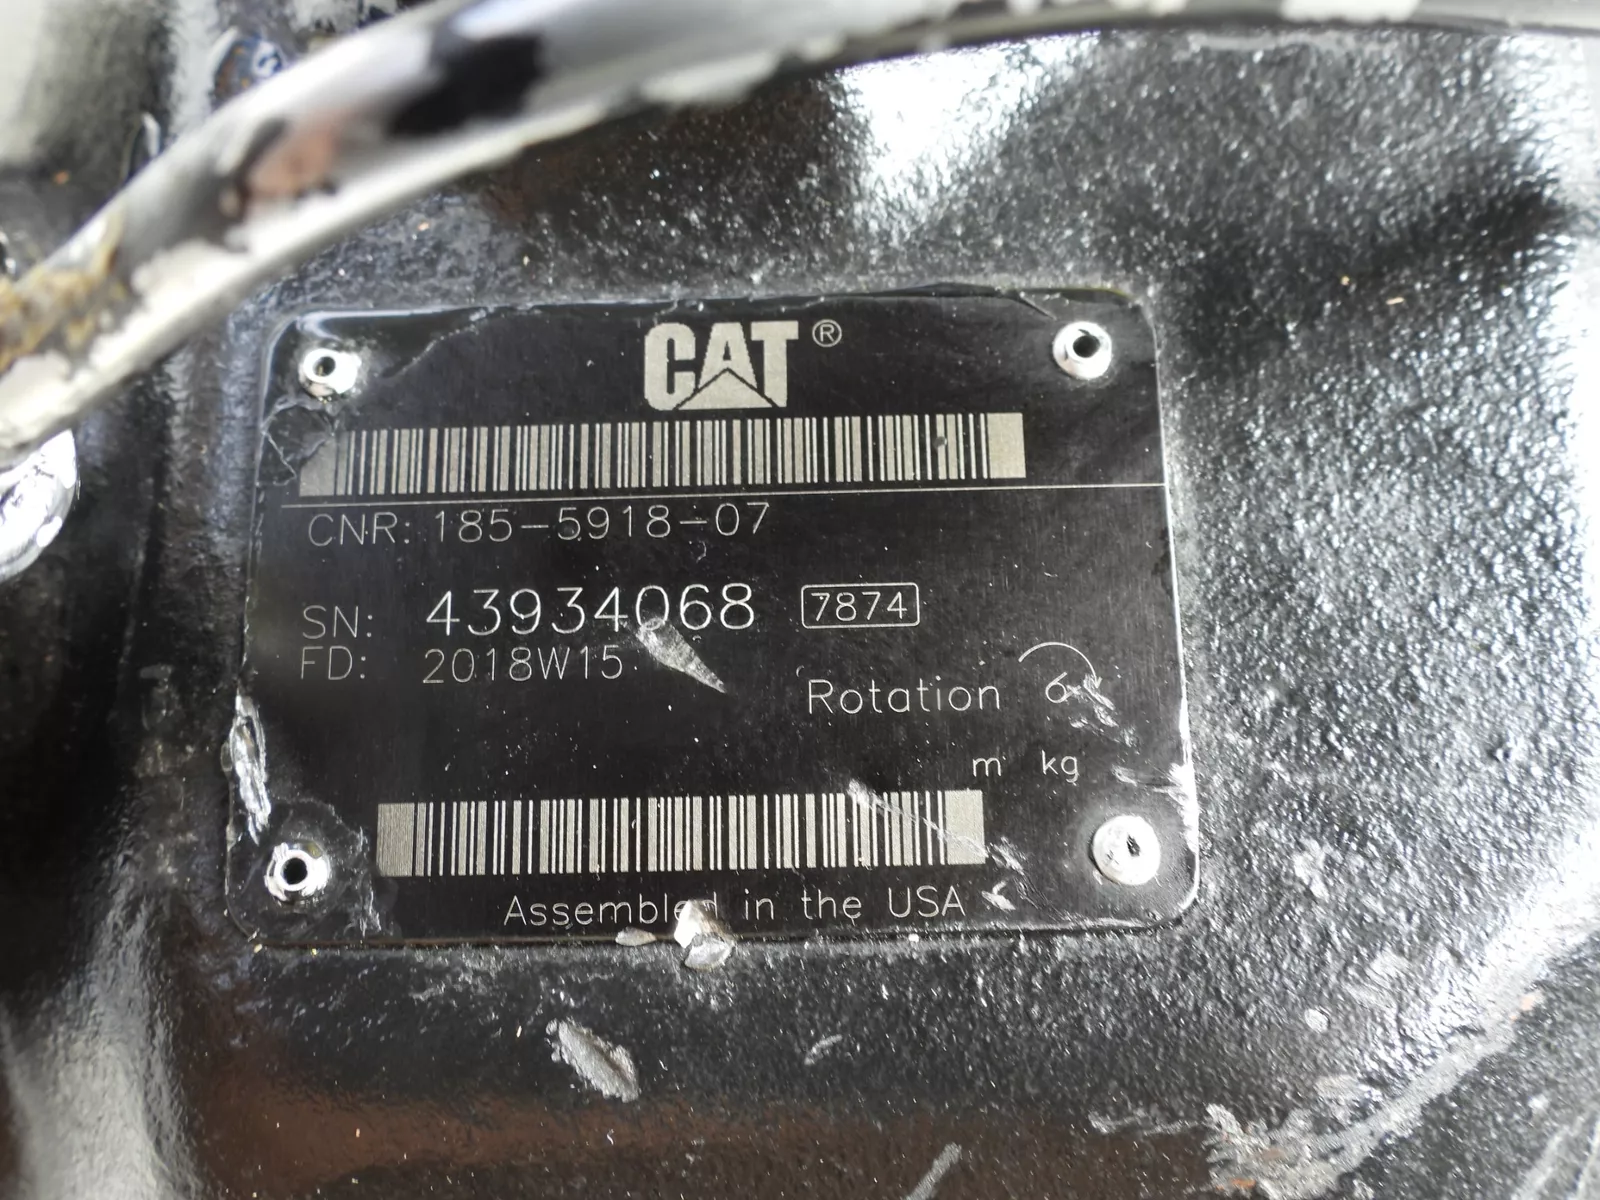 CAT®
CNR: 185-5918-07
SN: 43934068 7874
FD: 2018W15
Rotation
m kg
Assembled in the USA